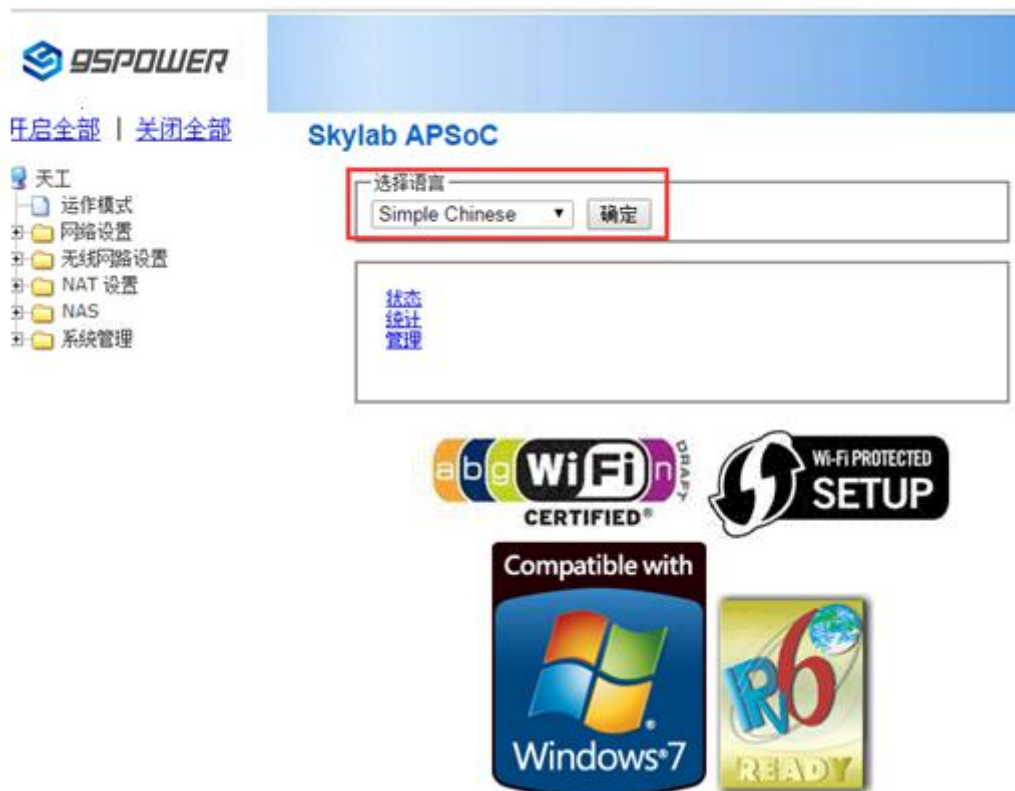 95POWER
开启全部 | 关闭全部
天工
运作模式
网络设置
无线网路设置
NAT 设置
NAS
系统管理
Skylab APSoC
选择语言
Simple Chinese
确定
状态
统计
管理
a b g WiFi n DRAFT
CERTIFIED®
Wi-Fi PROTECTED
SETUP
Compatible with
Windows®7
IPV6
READY